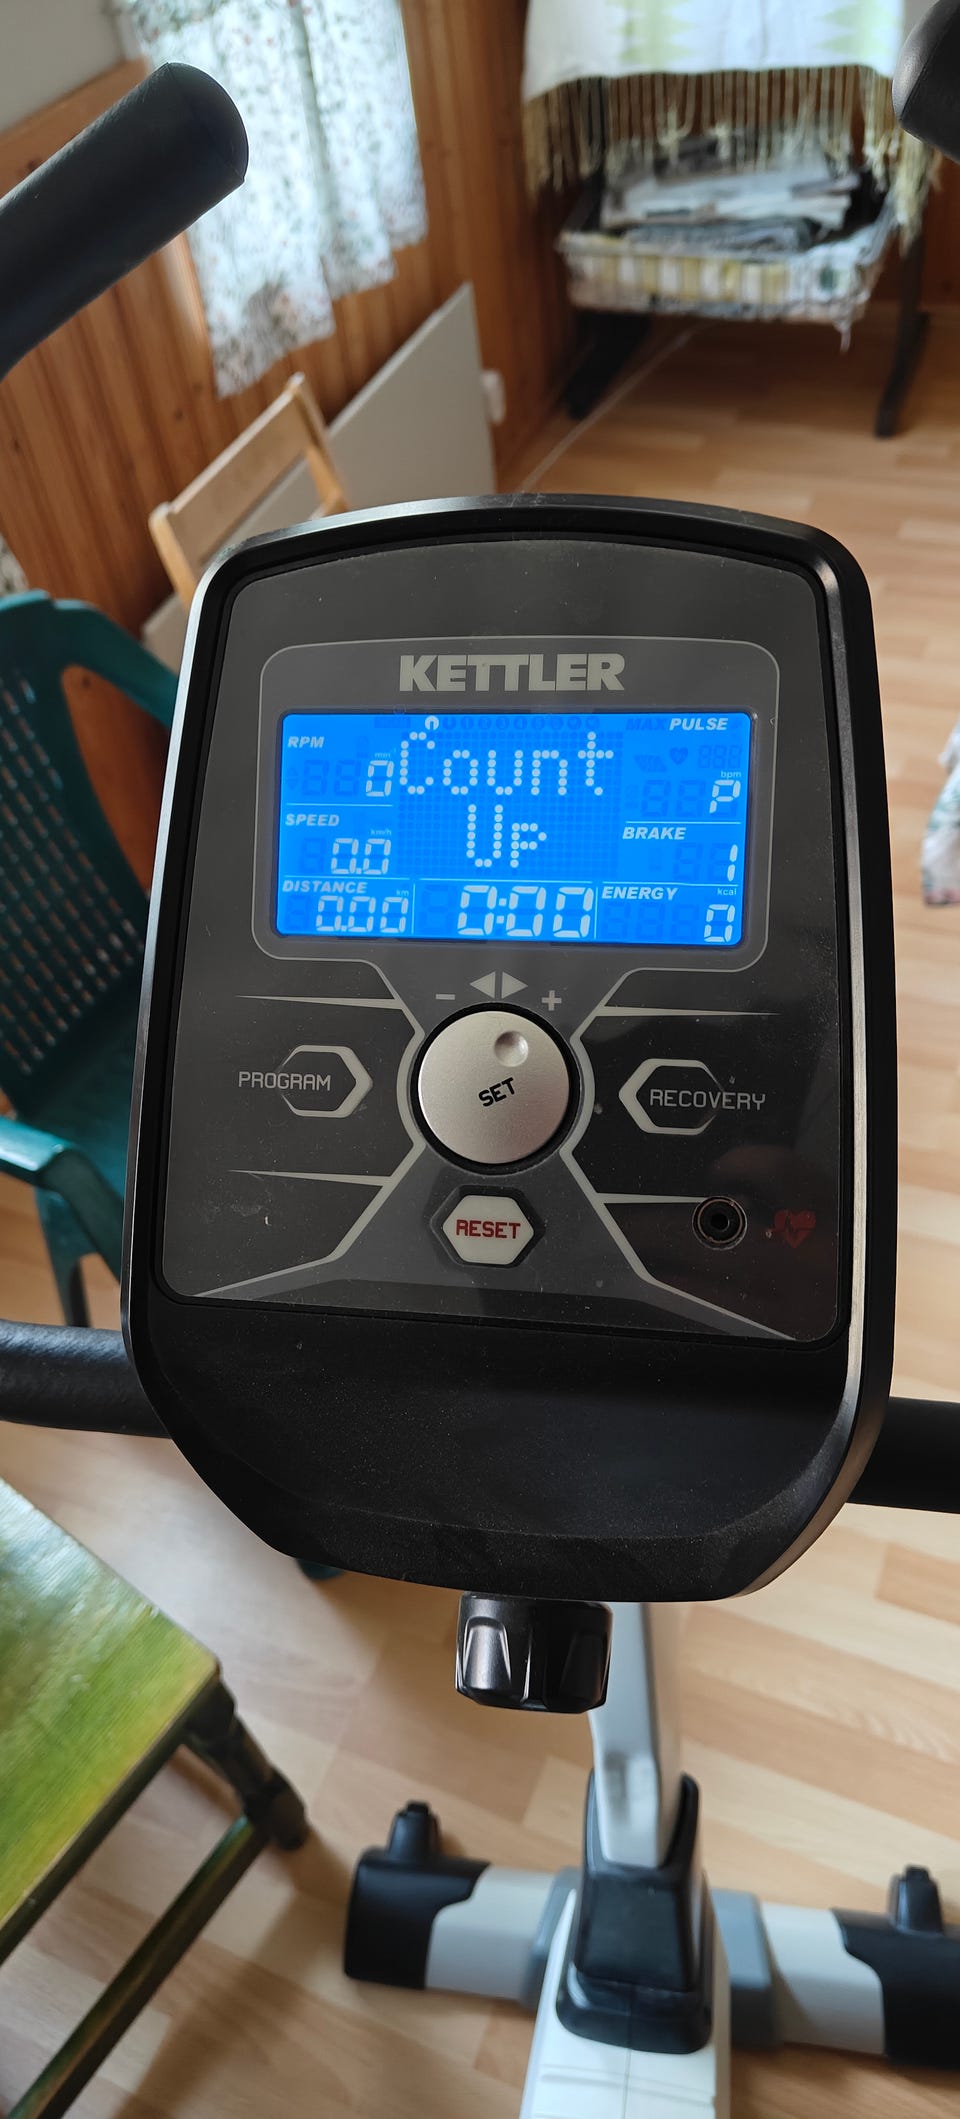 KETTLER
MAX PULSE
RPM
min
0
Count
bpm
P
SPEED
km/h
0.0
Up
BRAKE
1
DISTANCE
km
0.00
0:00
ENERGY
kcal
0
- +
PROGRAM
SET
RECOVERY
RESET